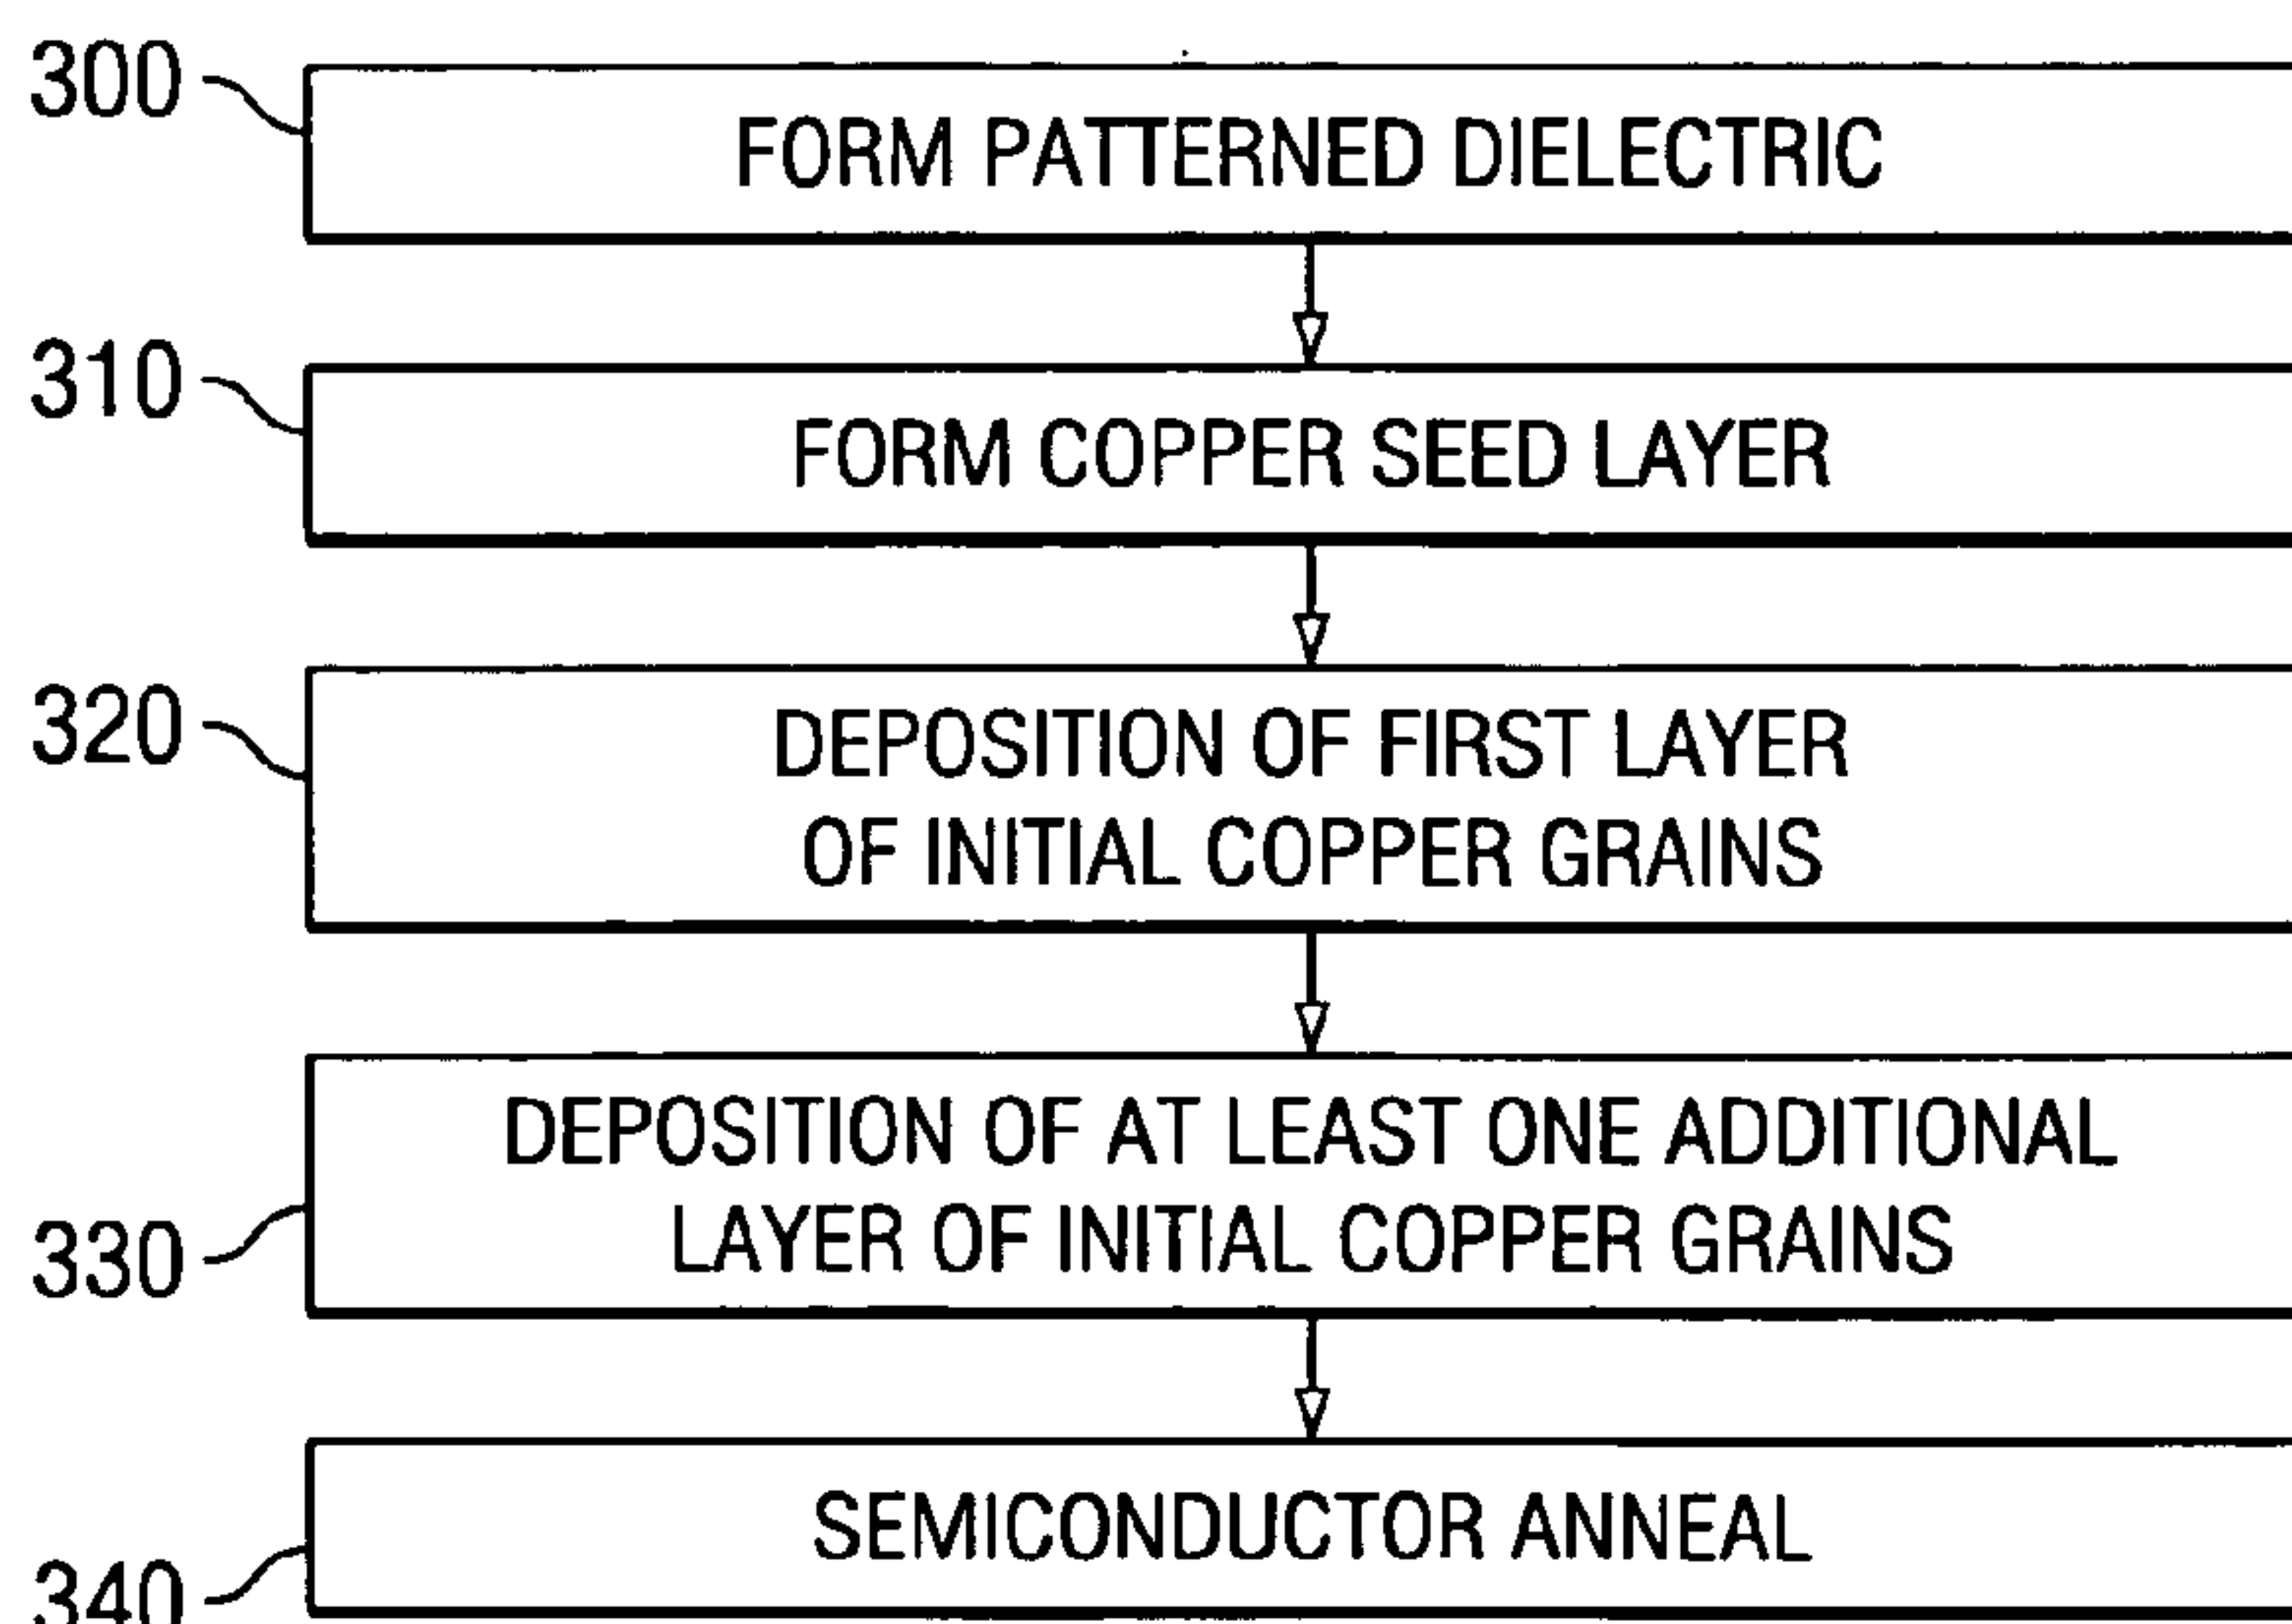 300
FORM PATTERNED DIELECTRIC
310
FORM COPPER SEED LAYER
320
DEPOSITION OF FIRST LAYER
OF INITIAL COPPER GRAINS
DEPOSITION OF AT LEAST ONE ADDITIONAL
LAYER OF INITIAL COPPER GRAINS
330
SEMICONDUCTOR ANNEAL
340